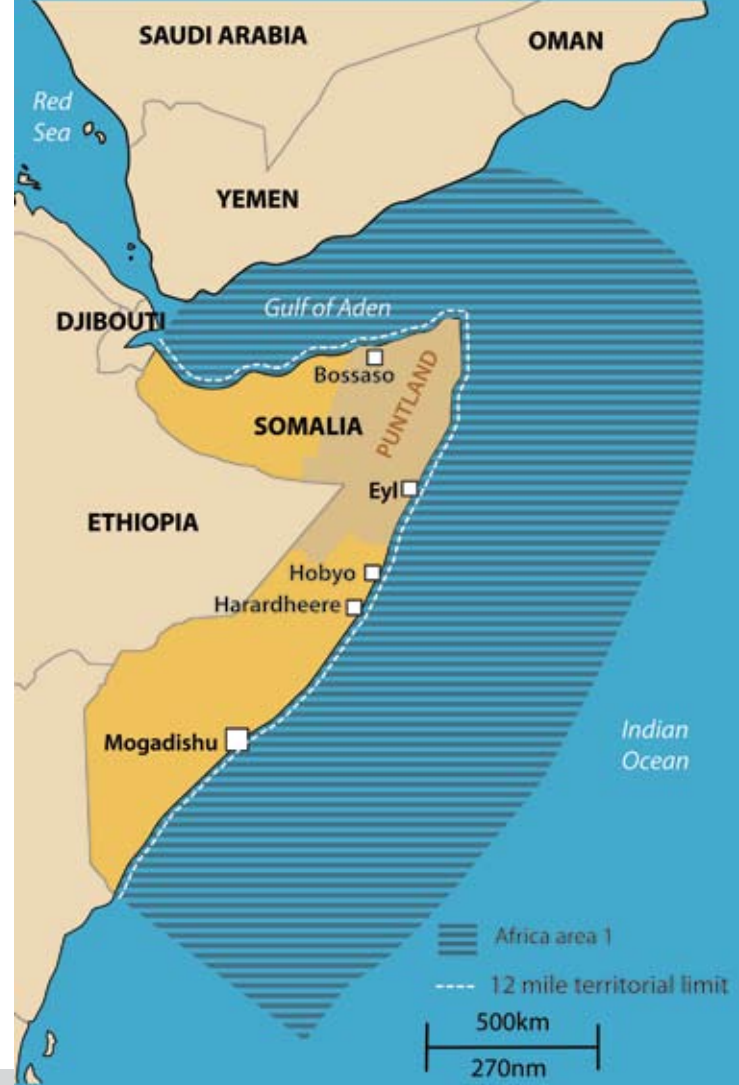 SAUDI ARABIA
OMAN
Red
Sea
YEMEN
Gulf of Aden
DJIBOUTI
Bossaso
PUNTLAND
SOMALIA
Eyl
ETHIOPIA
Hobyo
Harardheere
Mogadishu
Indian
Ocean
Africa area 1
12 mile territorial limit
500km
270nm